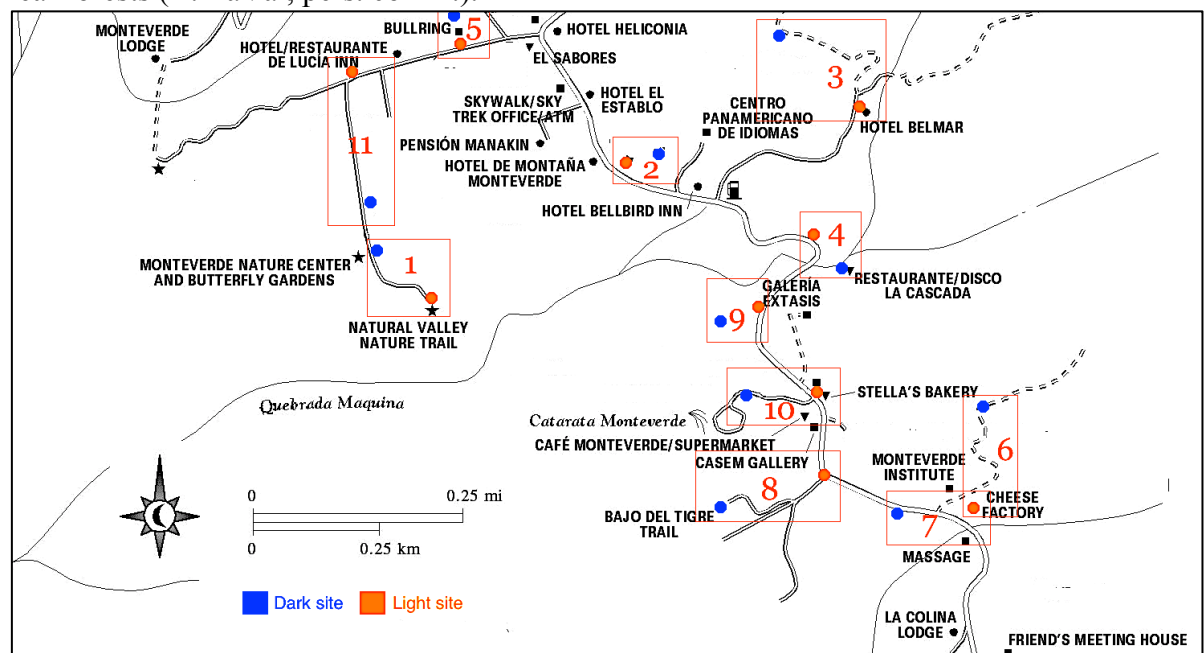 forests pers. comm.).
MONTEVERDE
LODGE
HOTEL/RESTAURANTE
DE LUCÍA INN
BULLRING
5
HOTEL HELICONIA
EL SABORES
3
SKYWALK/SKY
TREK OFFICE/ATM
HOTEL EL
ESTABLO
CENTRO
PANAMERICANO
DE IDIOMAS
HOTEL BELMAR
11
PENSIÓN MANAKIN
HOTEL DE MONTAÑA
MONTEVERDE
2
HOTEL BELLBIRD INN
4
MONTEVERDE NATURE CENTER
AND BUTTERFLY GARDENS
1
RESTAURANTE/DISCO
LA CASCADA
GALERÍA
EXTASIS
9
NATURAL VALLEY
NATURE TRAIL
STELLA'S BAKERY
10
Quebrada Maquina
Catarata Monteverde
CAFÉ MONTEVERDE/SUPERMARKET
CASEM GALLERY
MONTEVERDE
INSTITUTE
6
8
CHEESE
FACTORY
0 0.25 mi
BAJO DEL TIGRE
TRAIL
7
0 0.25 km
MASSAGE
Dark site Light site
LA COLINA
LODGE
FRIEND'S MEETING HOUSE